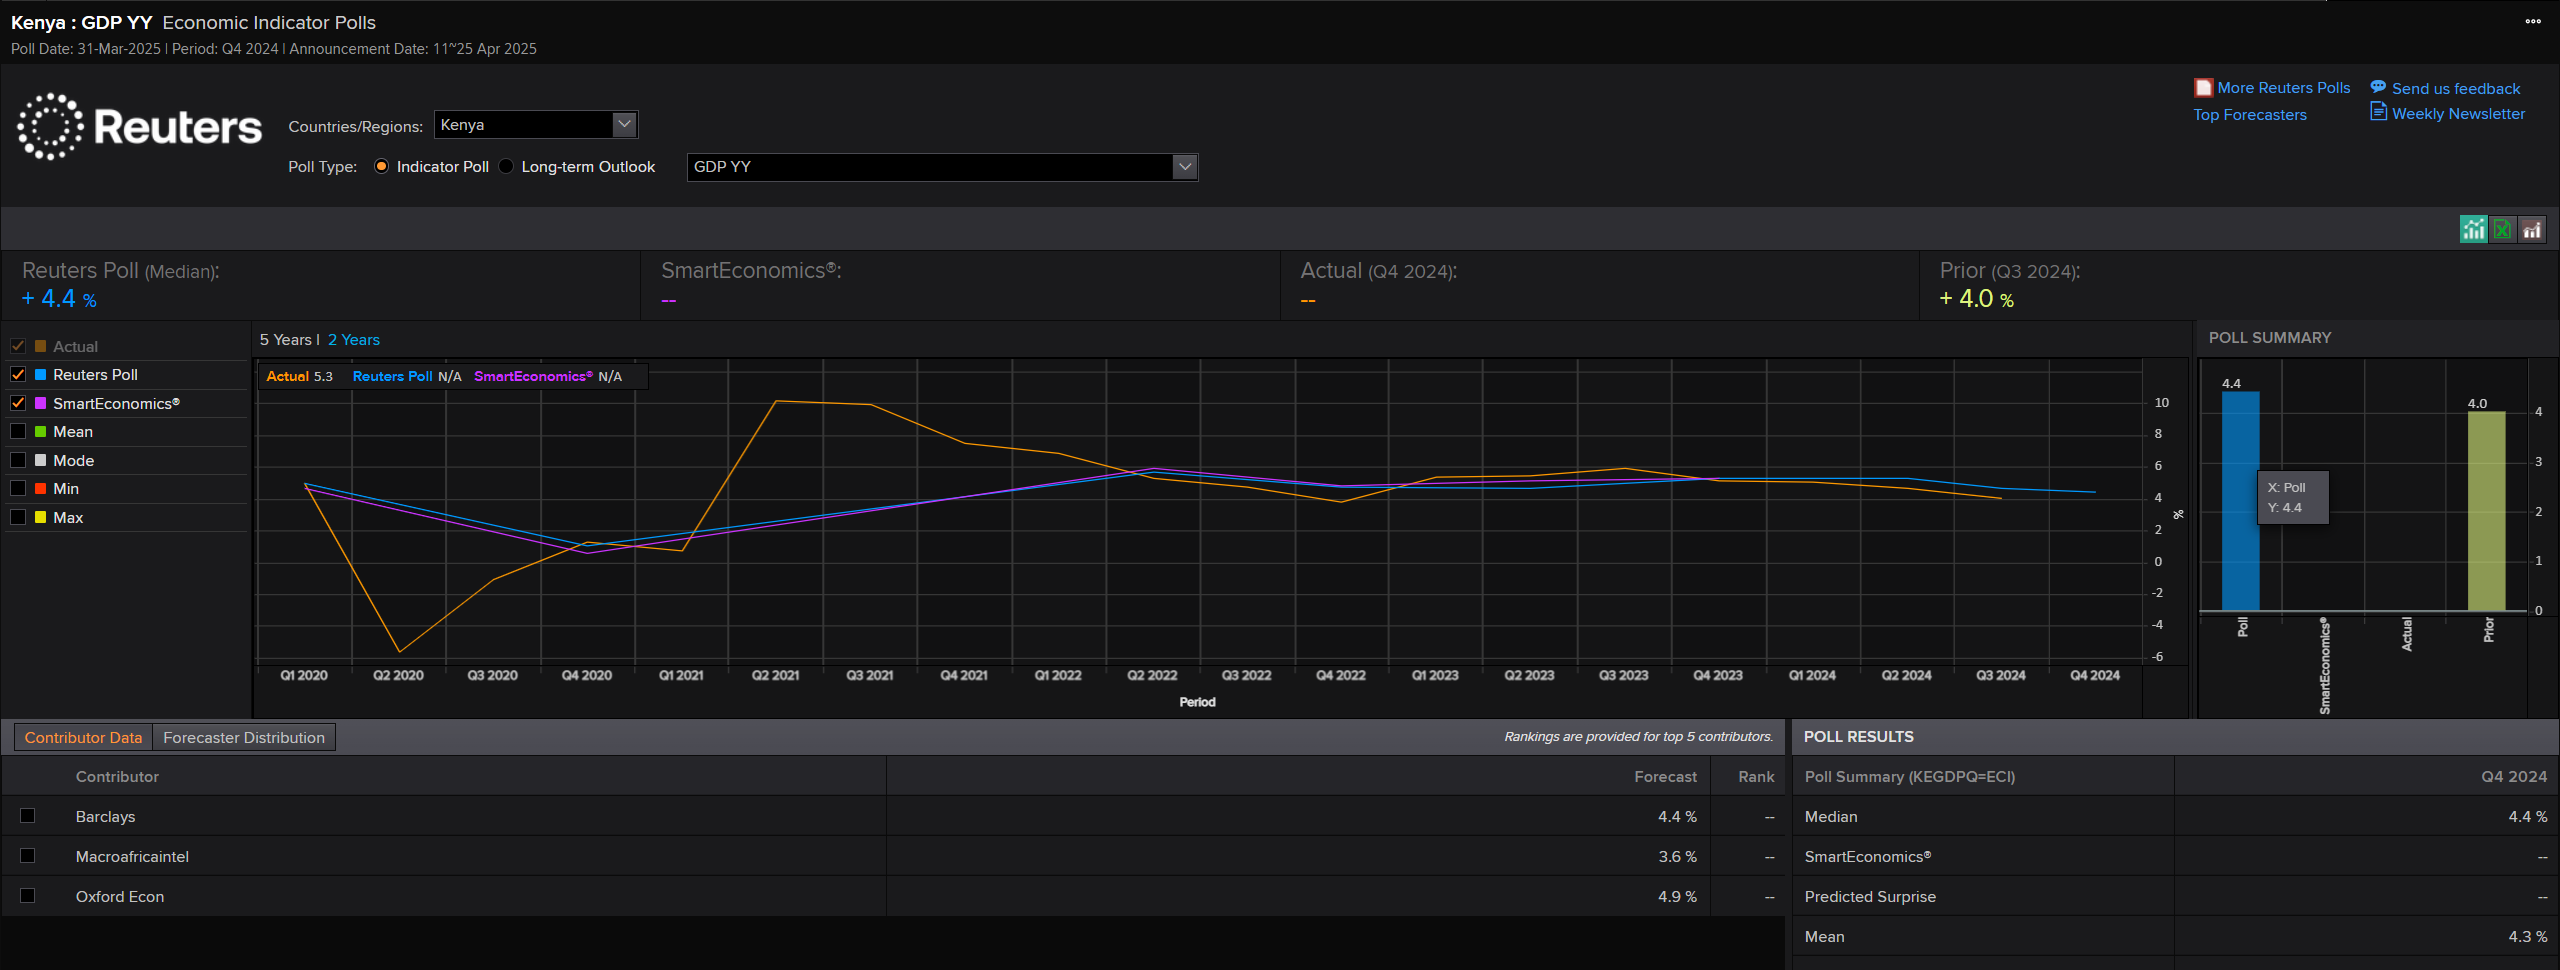 Kenya : GDP YY Economic Indicator Polls
Poll Date: 31-Mar-2025 | Period: Q4 2024 | Announcement Date: 11~25 Apr 2025
Reuters
Countries/Regions: Kenya
Poll Type: Indicator Poll Long-term Outlook GDP YY
More Reuters Polls Send us feedback
Top Forecasters Weekly Newsletter
Reuters Poll (Median): SmartEconomics®: Actual (Q4 2024): Prior (Q3 2024):
+ 4.4 % -- -- + 4.0 %
Actual
Reuters Poll
SmartEconomics®
Mean
Mode
Min
Max
5 Years | 2 Years
Actual 5.3 Reuters Poll N/A SmartEconomics® N/A
10
8
6
4
2
0
-2
-4
-6
%
Q1 2020 Q2 2020 Q3 2020 Q4 2020 Q1 2021 Q2 2021 Q3 2021 Q4 2021 Q1 2022 Q2 2022 Q3 2022 Q4 2022 Q1 2023 Q2 2023 Q3 2023 Q4 2023 Q1 2024 Q2 2024 Q3 2024 Q4 2024
Period
POLL SUMMARY
4.4
4.0
X: Poll
Y: 4.4
4
3
2
1
0
Poll SmartEconomics® Actual Prior
Contributor Data Forecaster Distribution Rankings are provided for top 5 contributors.
Contributor Forecast Rank
Barclays 4.4 % --
Macroafricaintel 3.6 % --
Oxford Econ 4.9 % --
POLL RESULTS
Poll Summary (KEGDPQ=ECI) Q4 2024
Median 4.4 %
SmartEconomics® --
Predicted Surprise --
Mean 4.3 %